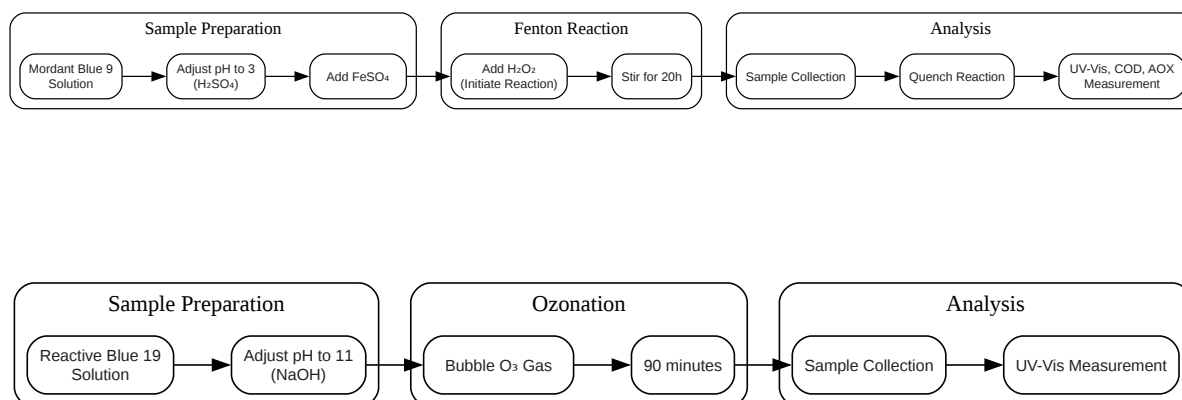 Sample Preparation
Mordant Blue 9
Solution
Adjust pH to 3
(H₂SO₄)
Add FeSO₄
Fenton Reaction
Add H₂O₂
(Initiate Reaction)
Stir for 20h
Analysis
Sample Collection
Quench Reaction
UV-Vis, COD, AOX
Measurement
Sample Preparation
Reactive Blue 19
Solution
Adjust pH to 11
(NaOH)
Ozonation
Bubble O₃ Gas
90 minutes
Analysis
Sample Collection
UV-Vis Measurement